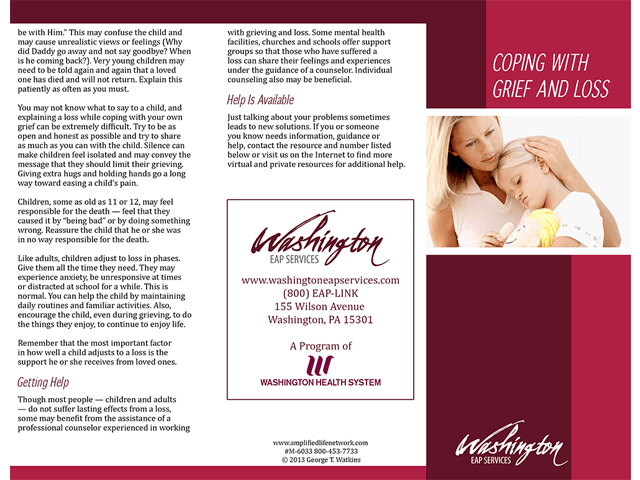 be with Him.” This may confuse the child and
may cause unrealistic views or feelings (Why
did Daddy go away and not say goodbye? When
is he coming back?). Very young children may
need to be told again and again that a loved
one has died and will not return. Explain this
patiently as often as you must.
You may not know what to say to a child, and
explaining a loss while coping with your own
grief can be extremely difficult. Try to be as
open and honest as possible and try to share
as much as you can with the child. Silence can
make children feel isolated and may convey the
message that they should limit their grieving.
Giving extra hugs and holding hands go a long
way toward easing a child’s pain.
Children, some as old as 11 or 12, may feel
responsible for the death — feel that they
caused it by “being bad” or by doing something
wrong. Reassure the child that he or she was
in no way responsible for the death.
Like adults, children adjust to loss in phases.
Give them all the time they need. They may
experience anxiety, be unresponsive at times
or distracted at school for a while. This is
normal. You can help the child by maintaining
daily routines and familiar activities. Also,
encourage the child, even during grieving, to do
the things they enjoy, to continue to enjoy life.
Remember that the most important factor
in how well a child adjusts to a loss is the
support he or she receives from loved ones.
Getting Help
Though most people — children and adults
— do not suffer lasting effects from a loss,
some may benefit from the assistance of a
professional counselor experienced in working
with grieving and loss. Some mental health
facilities, churches and schools offer support
groups so that those who have suffered a
loss can share their feelings and experiences
under the guidance of a counselor. Individual
counseling also may be beneficial.
Help Is Available
Just talking about your problems sometimes
leads to new solutions. If you or someone
you know needs information, guidance or
help, contact the resource and number listed
below or visit us on the Internet to find more
virtual and private resources for additional help.
Washington
EAP SERVICES
www.washingtoneapservices.com
(800) EAP-LINK
155 Wilson Avenue
Washington, PA 15301
A Program of
WASHINGTON HEALTH SYSTEM
www.amplifiedlifenetwork.com
#M-6033 800-453-7733
© 2013 George T. Watkins
COPING WITH
GRIEF AND LOSS
Washington
EAP SERVICES